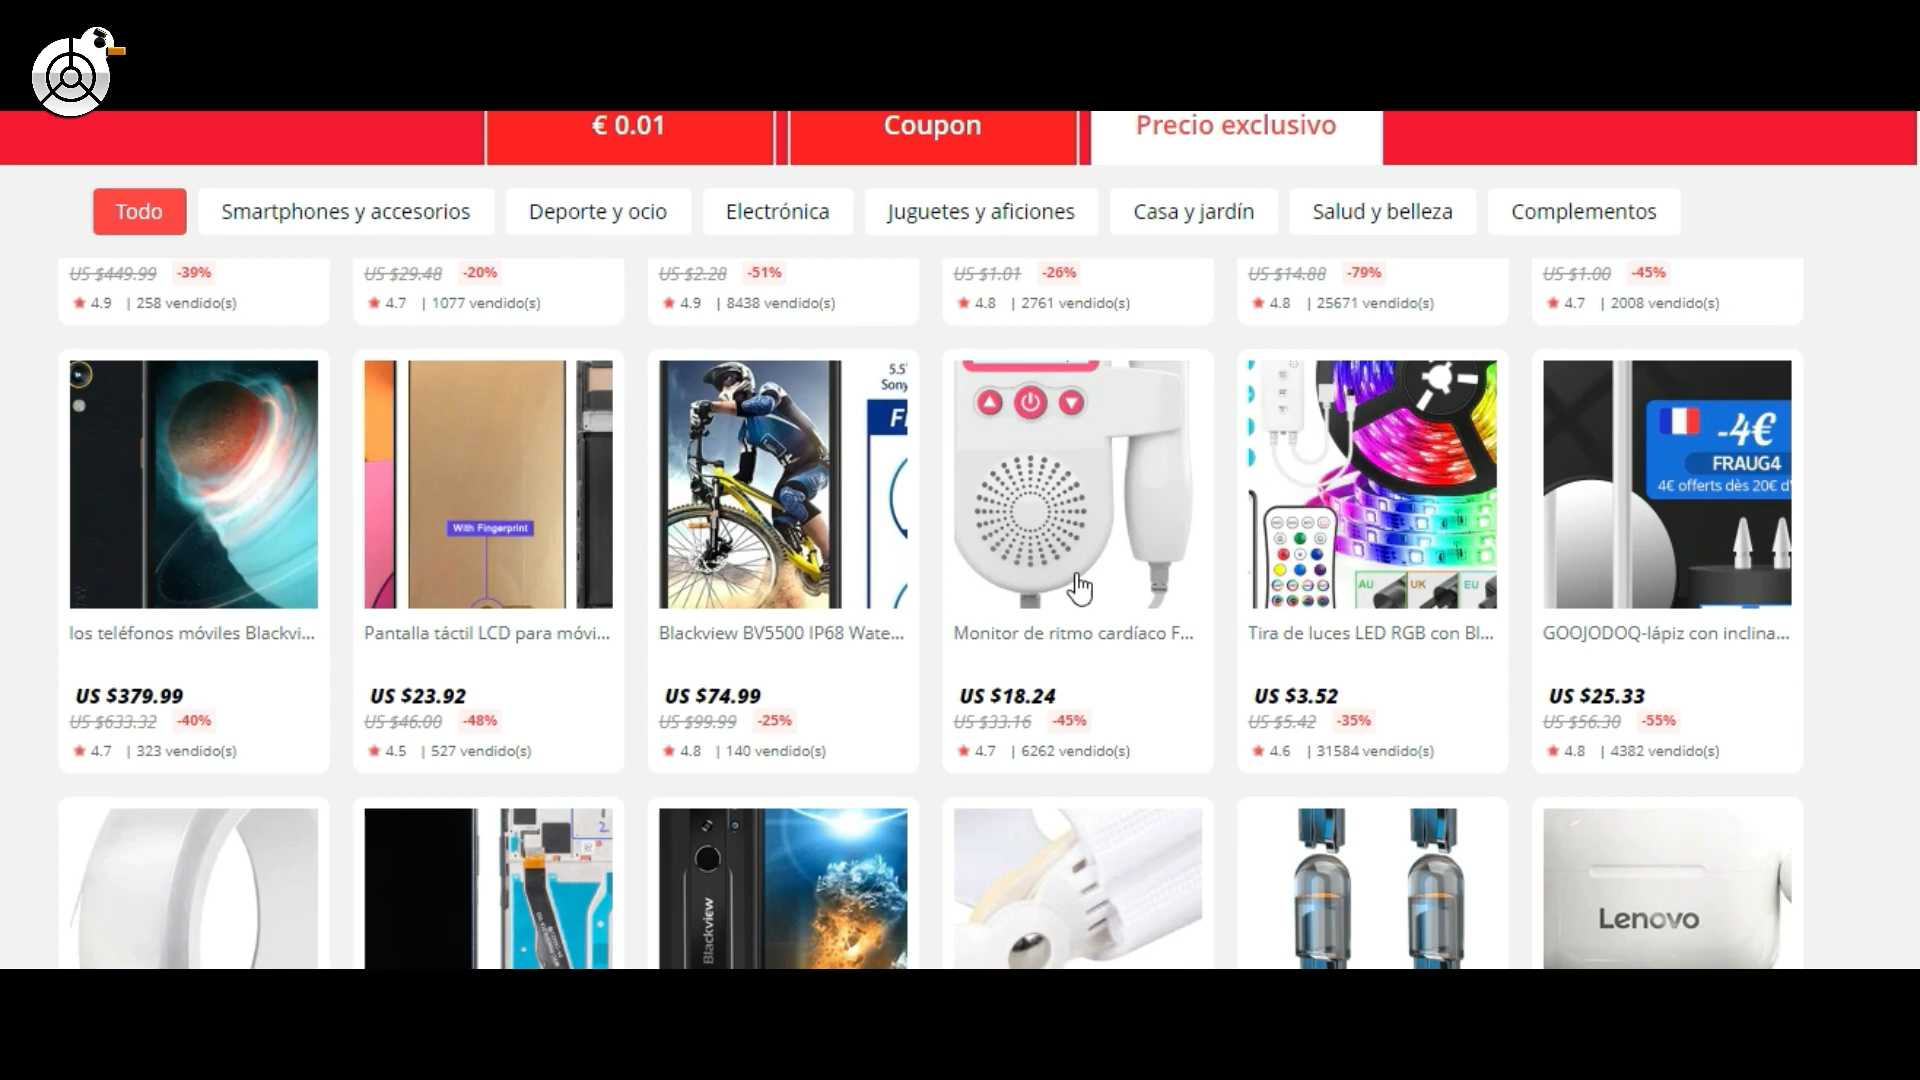 € 0.01
Coupon
Precio exclusivo
Todo
Smartphones y accesorios
Deporte y ocio
Electrónica
Juguetes y aficiones
Casa y jardín
Salud y belleza
Complementos
US $449.99 -39%
4.9 | 258 vendido(s)
US $29.48 -20%
4.7 | 1077 vendido(s)
US $2.28 -51%
4.9 | 8438 vendido(s)
US $1.01 -26%
4.8 | 2761 vendido(s)
US $14.88 -79%
4.8 | 25671 vendido(s)
US $1.00 -45%
4.7 | 2008 vendido(s)
With Fingerprint
5.5"
Sony
AU UK EU
-4€
FRAUG4
4€ offerts dès 20€ d'
los teléfonos móviles Blackvi...
US $379.99
US $633.32 -40%
4.7 | 323 vendido(s)
Pantalla táctil LCD para móvi...
US $23.92
US $46.00 -48%
4.5 | 527 vendido(s)
Blackview BV5500 IP68 Wate...
US $74.99
US $99.99 -25%
4.8 | 140 vendido(s)
Monitor de ritmo cardíaco F...
US $18.24
US $33.16 -45%
4.7 | 6262 vendido(s)
Tira de luces LED RGB con Bl...
US $3.52
US $5.42 -35%
4.6 | 31584 vendido(s)
GOOJODOQ-lápiz con inclina...
US $25.33
US $56.30 -55%
4.8 | 4382 vendido(s)
2
Blackview
Lenovo